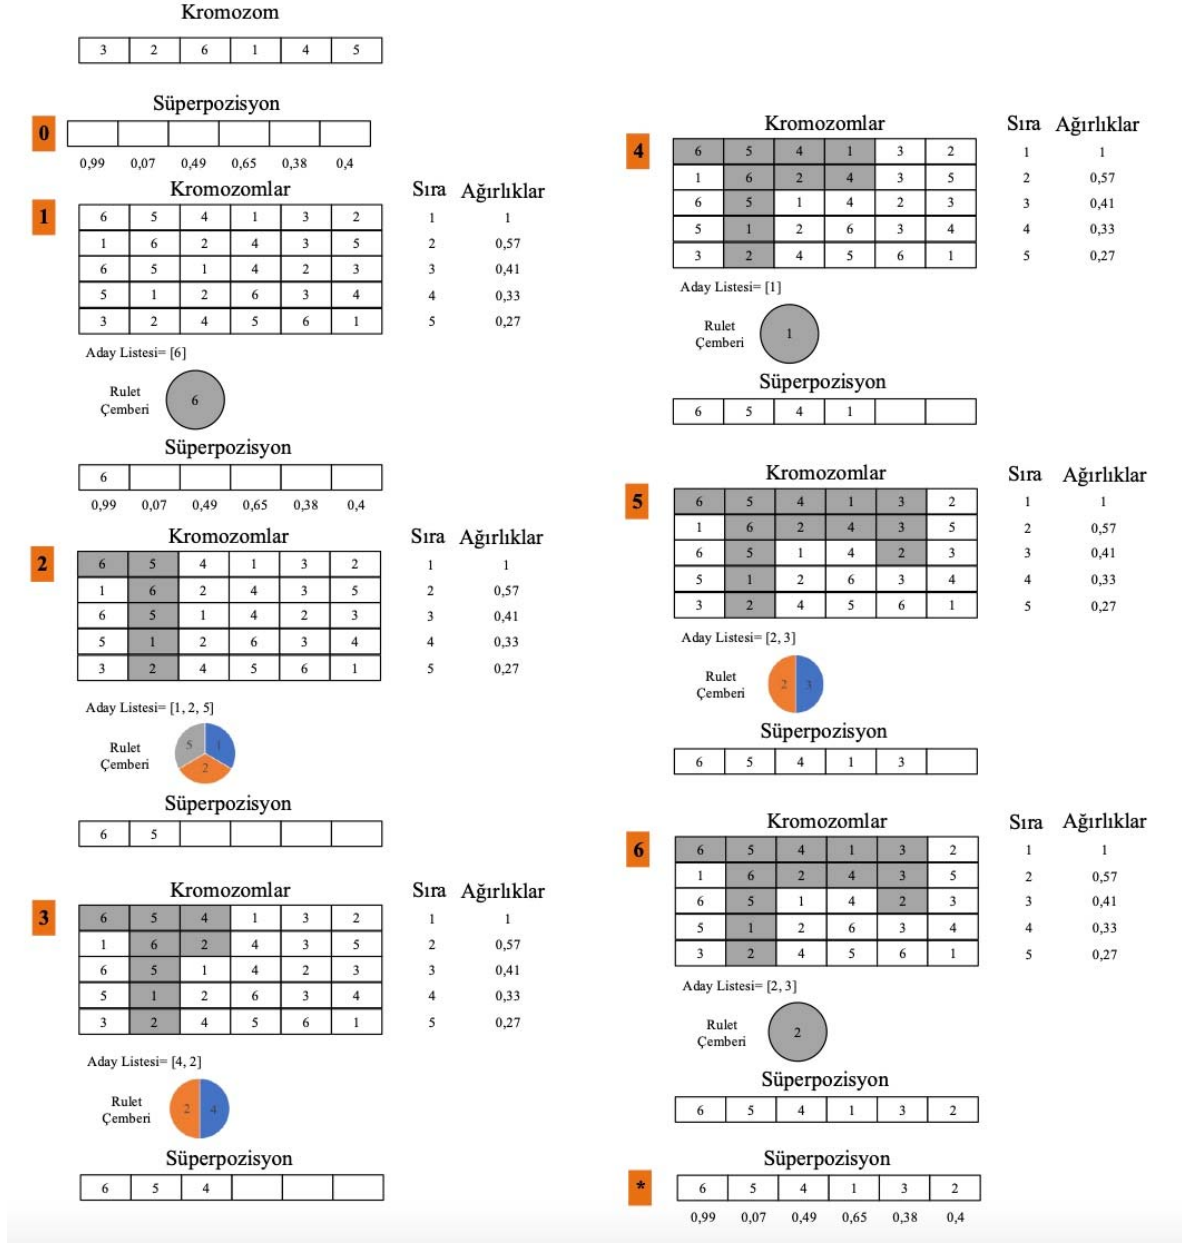 Kromozom
3 2 6 1 4 5
Süperpozisyon
0
0,99 0,07 0,49 0,65 0,38 0,4
Kromozomlar Sıra Ağırlıklar
1
6 5 4 1 3 2 1 1
1 6 2 4 3 5 2 0,57
6 5 1 4 2 3 3 0,41
5 1 2 6 3 4 4 0,33
3 2 4 5 6 1 5 0,27
Aday Listesi= [6]
Rulet
Çemberi
6
Süperpozisyon
6
0,99 0,07 0,49 0,65 0,38 0,4
Kromozomlar Sıra Ağırlıklar
2
6 5 4 1 3 2 1 1
1 6 2 4 3 5 2 0,57
6 5 1 4 2 3 3 0,41
5 1 2 6 3 4 4 0,33
3 2 4 5 6 1 5 0,27
Aday Listesi= [1, 2, 5]
Rulet
Çemberi
5 1
2
Süperpozisyon
6 5
Kromozomlar Sıra Ağırlıklar
3
6 5 4 1 3 2 1 1
1 6 2 4 3 5 2 0,57
6 5 1 4 2 3 3 0,41
5 1 2 6 3 4 4 0,33
3 2 4 5 6 1 5 0,27
Aday Listesi= [4, 2]
Rulet
Çemberi
2 4
Süperpozisyon
6 5 4
Kromozomlar Sıra Ağırlıklar
4
6 5 4 1 3 2 1 1
1 6 2 4 3 5 2 0,57
6 5 1 4 2 3 3 0,41
5 1 2 6 3 4 4 0,33
3 2 4 5 6 1 5 0,27
Aday Listesi= [1]
Rulet
Çemberi
1
Süperpozisyon
6 5 4 1
Kromozomlar Sıra Ağırlıklar
5
6 5 4 1 3 2 1 1
1 6 2 4 3 5 2 0,57
6 5 1 4 2 3 3 0,41
5 1 2 6 3 4 4 0,33
3 2 4 5 6 1 5 0,27
Aday Listesi= [2, 3]
Rulet
Çemberi
2 3
Süperpozisyon
6 5 4 1 3
Kromozomlar Sıra Ağırlıklar
6
6 5 4 1 3 2 1 1
1 6 2 4 3 5 2 0,57
6 5 1 4 2 3 3 0,41
5 1 2 6 3 4 4 0,33
3 2 4 5 6 1 5 0,27
Aday Listesi= [2, 3]
Rulet
Çemberi
2
Süperpozisyon
6 5 4 1 3 2
Süperpozisyon
*
6 5 4 1 3 2
0,99 0,07 0,49 0,65 0,38 0,4